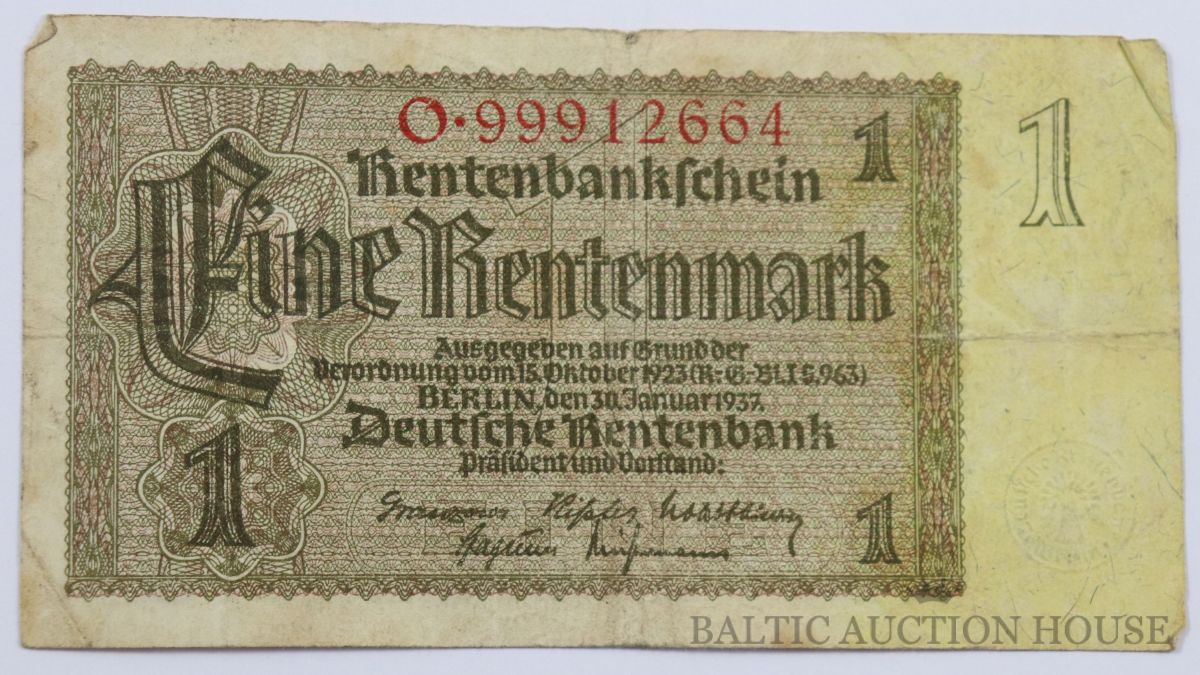 O·99912664
1
1
Rentenbankſchein
Eine Rentenmark
Ausgegeben auf Grund der
Verordnung vom 15. Oktober 1923 (R.-G.-Bl. I S. 963)
BERLIN, den 30. Januar 1937.
Deutſche Rentenbank
Präſident und Vorſtand:
1
1
BALTIC AUCTION HOUSE